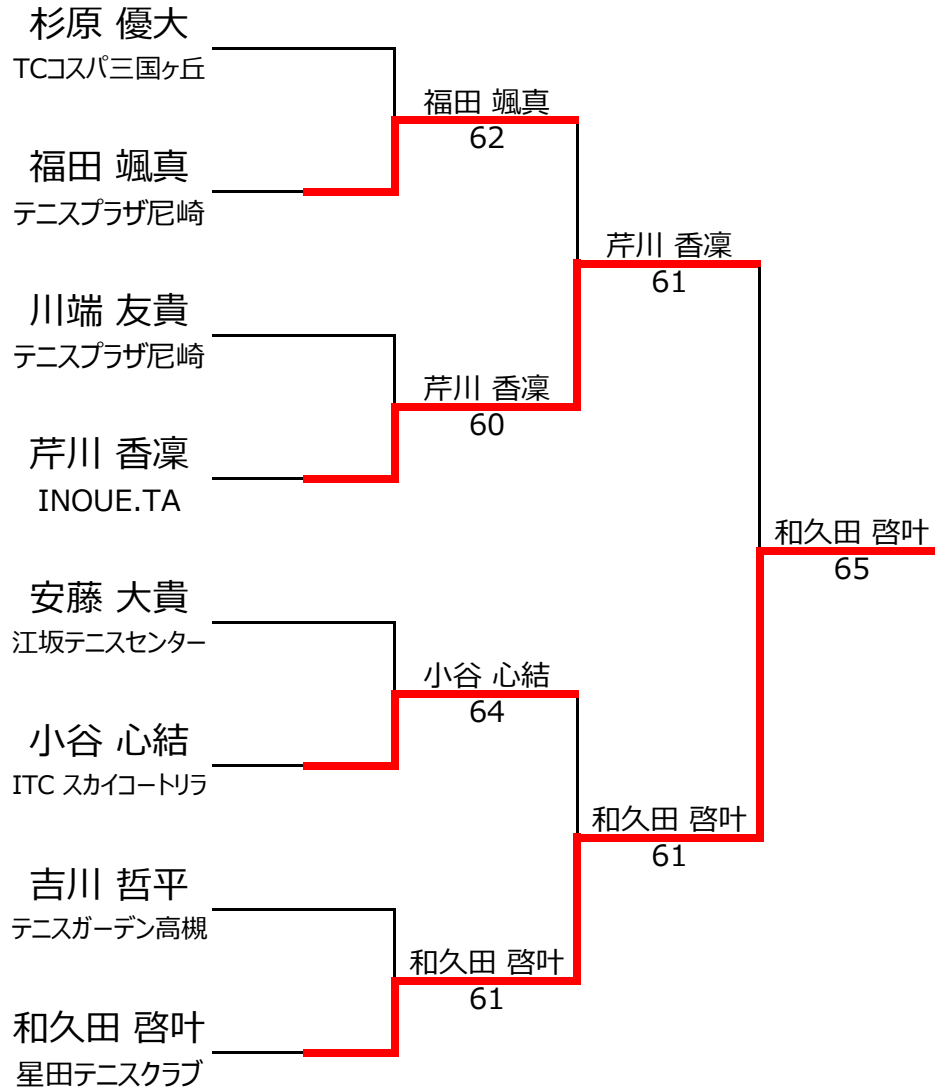 杉原 優大
TCコスパ三国ヶ丘
福田 颯真
62
福田 颯真
テニスプラザ尼崎
芹川 香凜
61
川端 友貴
テニスプラザ尼崎
芹川 香凜
60
芹川 香凜
INOUE.TA
和久田 啓叶
65
安藤 大貴
江坂テニスセンター
小谷 心結
64
小谷 心結
ITC スカイコートリラ
和久田 啓叶
61
吉川 哲平
テニスガーデン高槻
和久田 啓叶
61
和久田 啓叶
星田テニスクラブ